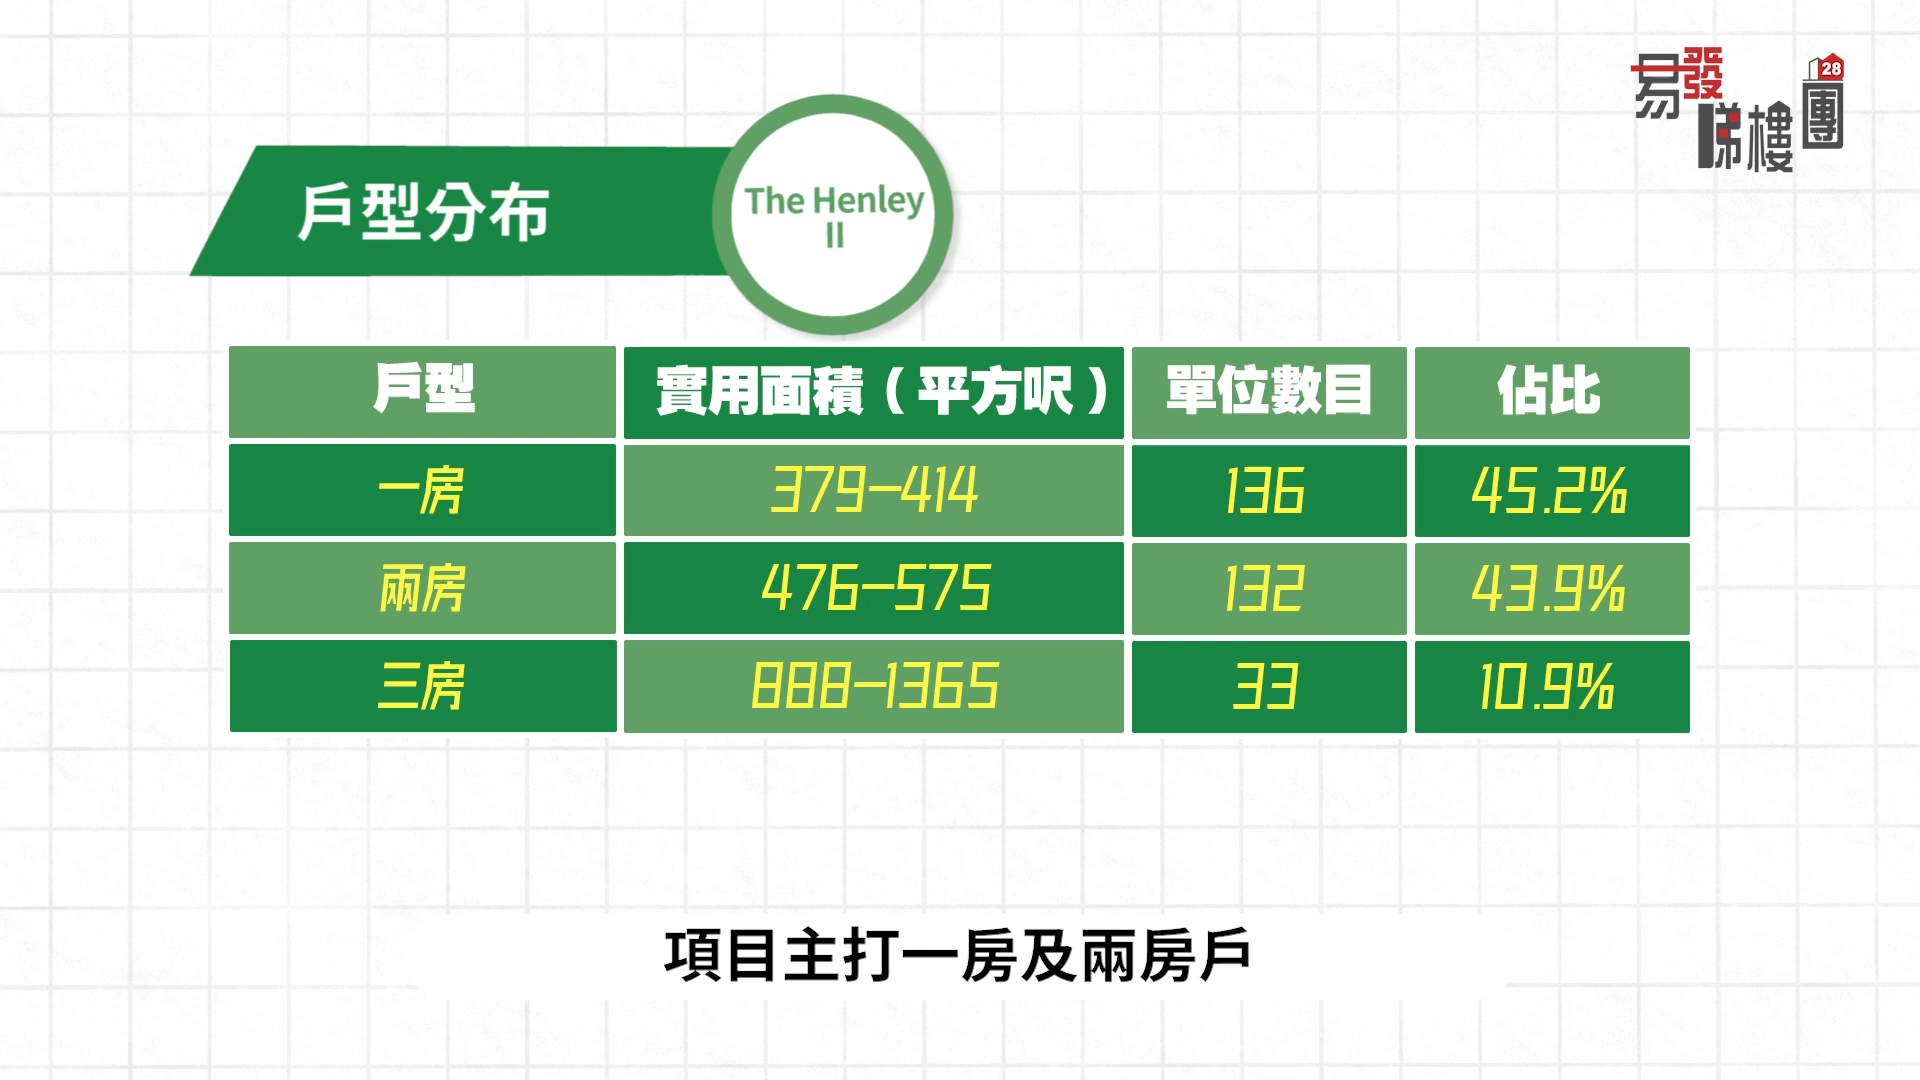 易發睇樓團
28
戶型分布
The Henley
II
戶型 實用面積（平方呎） 單位數目 佔比
一房 379-414 136 45.2%
兩房 476-575 132 43.9%
三房 888-1365 33 10.9%
項目主打一房及兩房戶